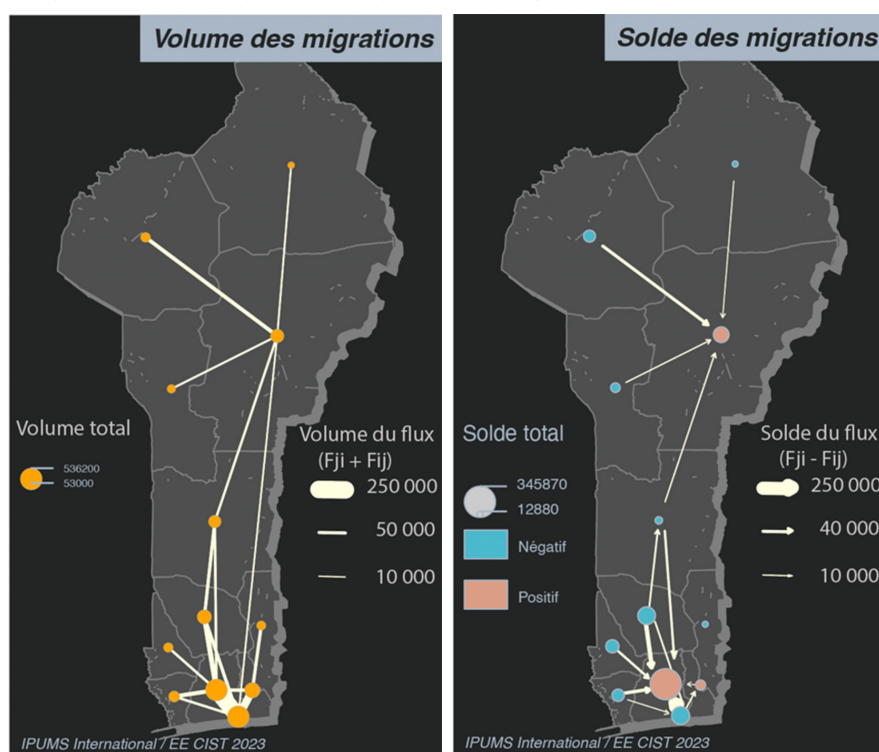 Volume des migrations
Volume total
536200
53000
Volume du flux
(Fji + Fij)
250 000
50 000
10 000
IPUMS International / EE CIST 2023
Solde des migrations
Solde total
345870
12880
Négatif
Positif
Solde du flux
(Fji - Fij)
250 000
40 000
10 000
IPUMS International / EE CIST 2023